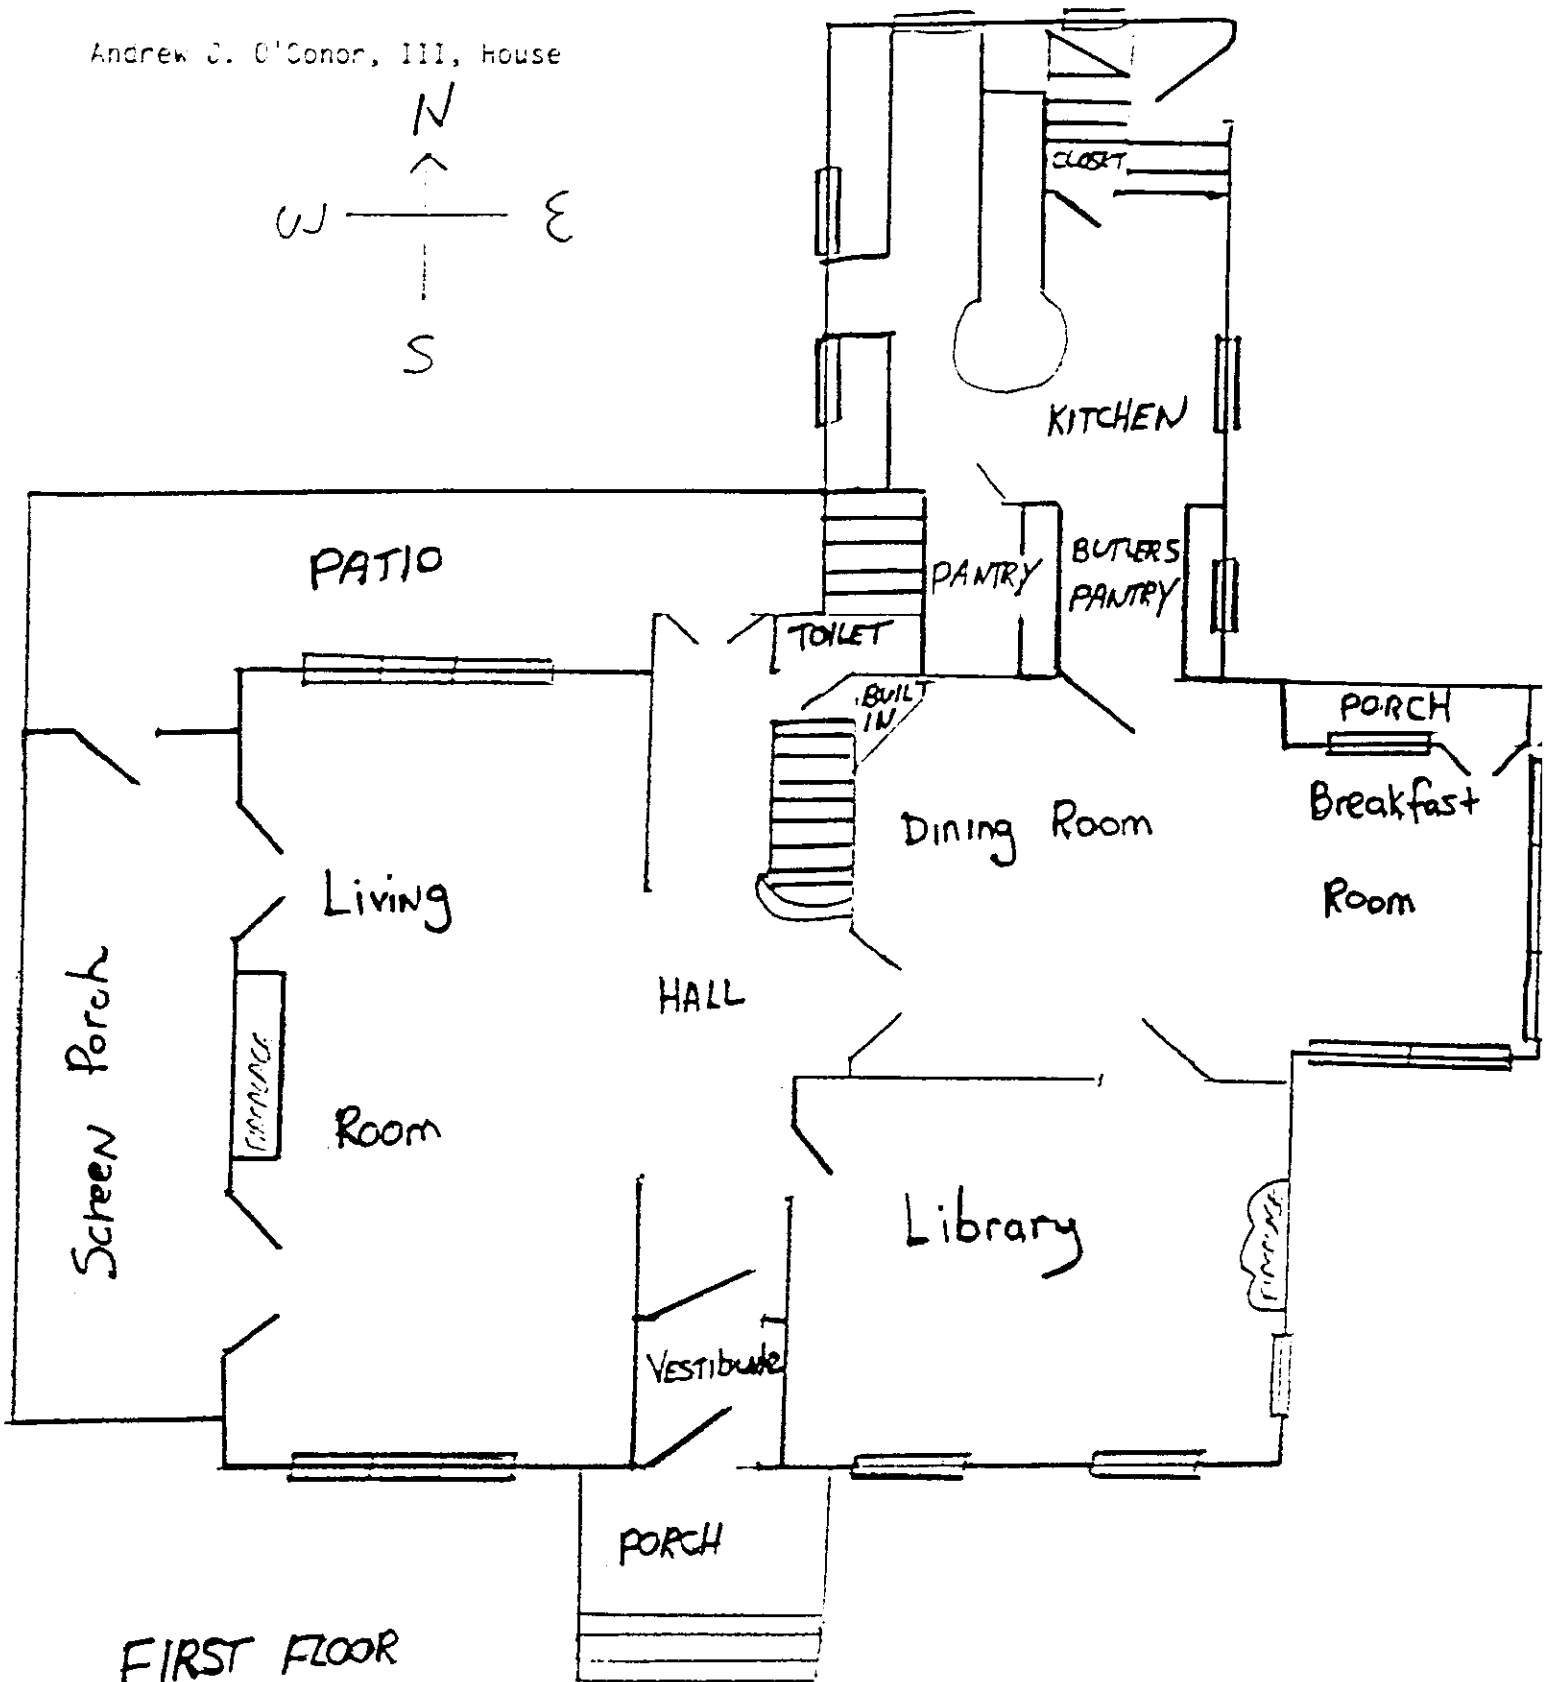 Andrew J. O'Conor, III, House
N
W
E
S
CLOSET
KITCHEN
PATIO
PANTRY
BUTLERS
PANTRY
TOILET
BUILT
IN
PORCH
Breakfast
Room
Dining Room
Living
Room
HALL
Screen Porch
Library
VESTIbule
PORCH
FIRST FLOOR